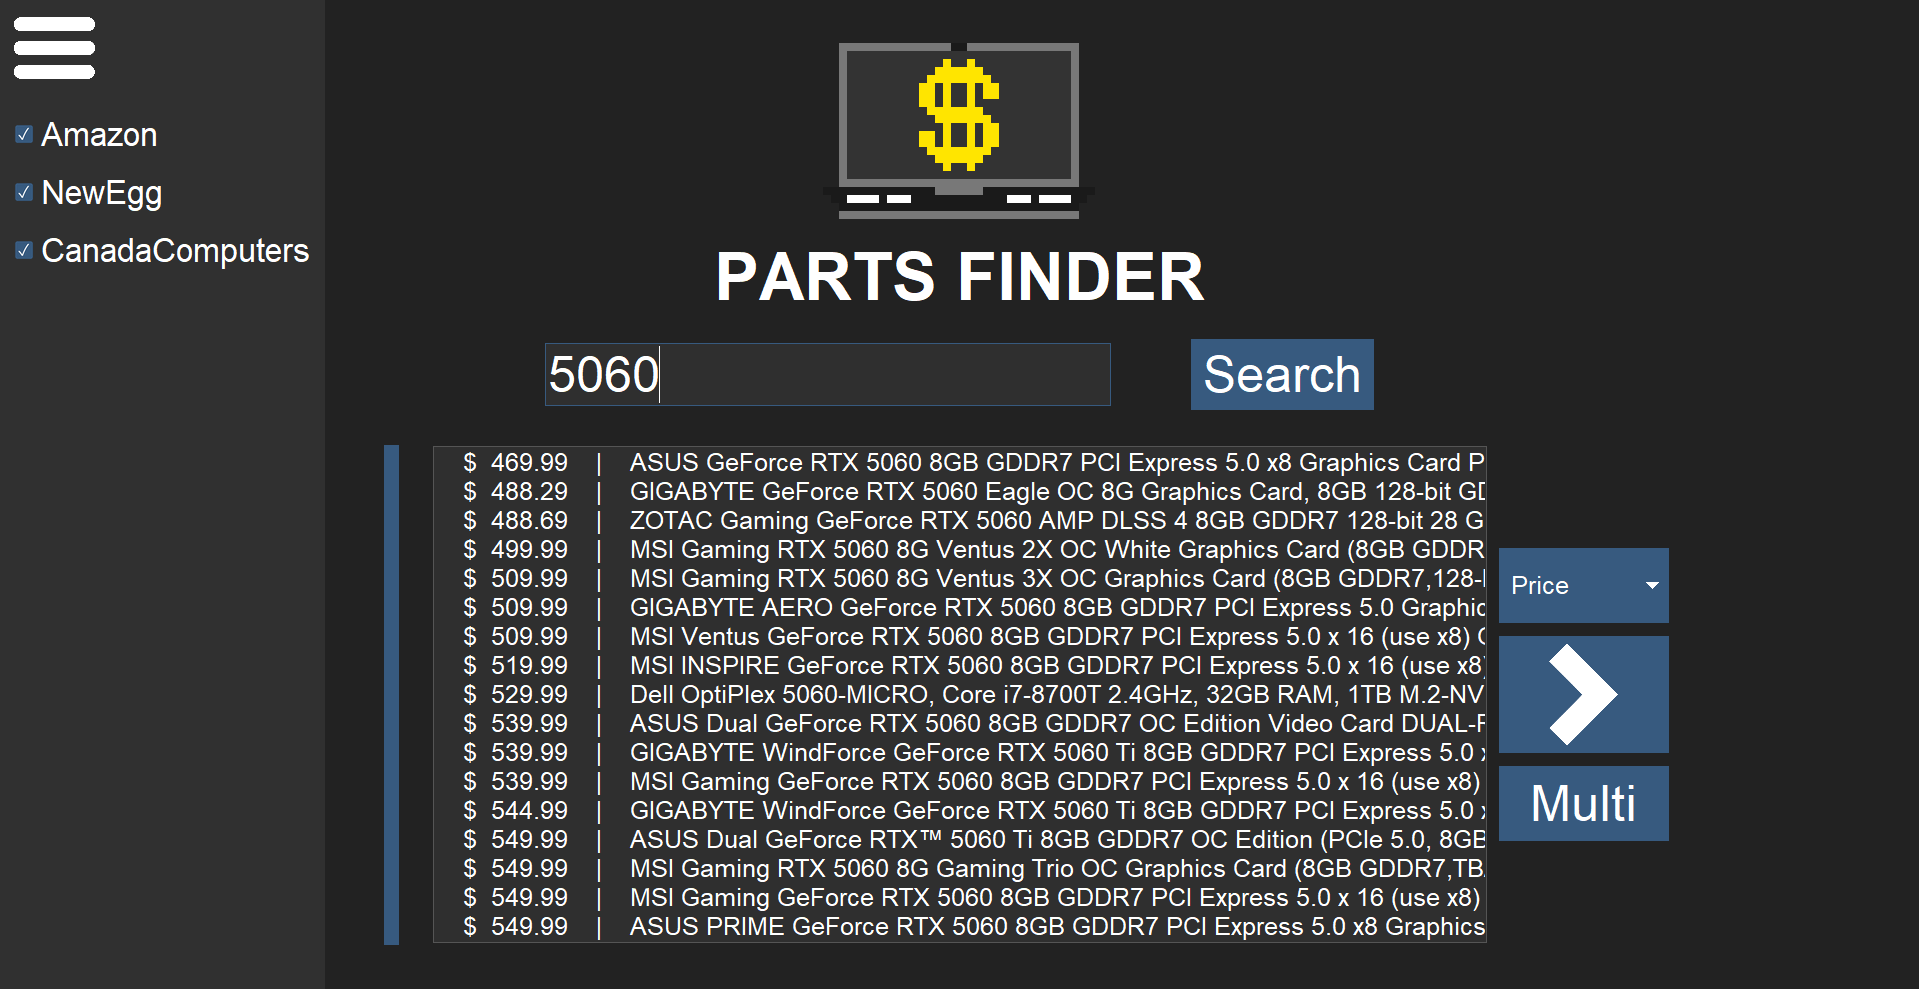 Amazon
NewEgg
CanadaComputers
$
PARTS FINDER
5060
Search
$ 469.99 | ASUS GeForce RTX 5060 8GB GDDR7 PCI Express 5.0 x8 Graphics Card P
$ 488.29 | GIGABYTE GeForce RTX 5060 Eagle OC 8G Graphics Card, 8GB 128-bit
$ 488.69 | ZOTAC Gaming GeForce RTX 5060 AMP DLSS 4 8GB GDDR7 128-bit 28 G
$ 499.99 | MSI Gaming RTX 5060 8G Ventus 2X OC White Graphics Card (8GB GDDR
$ 509.99 | MSI Gaming RTX 5060 8G Ventus 3X OC Graphics Card (8GB GDDR7,128-
$ 509.99 | GIGABYTE AERO GeForce RTX 5060 8GB GDDR7 PCI Express 5.0 Graphic
$ 509.99 | MSI Ventus GeForce RTX 5060 8GB GDDR7 PCI Express 5.0 x 16 (use x8)
$ 519.99 | MSI INSPIRE GeForce RTX 5060 8GB GDDR7 PCI Express 5.0 x 16 (use x8)
$ 529.99 | Dell OptiPlex 5060-MICRO, Core i7-8700T 2.4GHz, 32GB RAM, 1TB M.2-NV
$ 539.99 | ASUS Dual GeForce RTX 5060 8GB GDDR7 OC Edition Video Card DUAL-
$ 539.99 | GIGABYTE WindForce GeForce RTX 5060 Ti 8GB GDDR7 PCI Express 5.0 x
$ 539.99 | MSI Gaming GeForce RTX 5060 8GB GDDR7 PCI Express 5.0 x 16 (use x8)
$ 544.99 | GIGABYTE WindForce GeForce RTX 5060 Ti 8GB GDDR7 PCI Express 5.0 x
$ 549.99 | ASUS Dual GeForce RTX™ 5060 Ti 8GB GDDR7 OC Edition (PCIe 5.0, 8GB
$ 549.99 | MSI Gaming RTX 5060 8G Gaming Trio OC Graphics Card (8GB GDDR7,TB
$ 549.99 | MSI Gaming GeForce RTX 5060 8GB GDDR7 PCI Express 5.0 x 16 (use x8)
$ 549.99 | ASUS PRIME GeForce RTX 5060 8GB GDDR7 PCI Express 5.0 x8 Graphics
Price
Multi